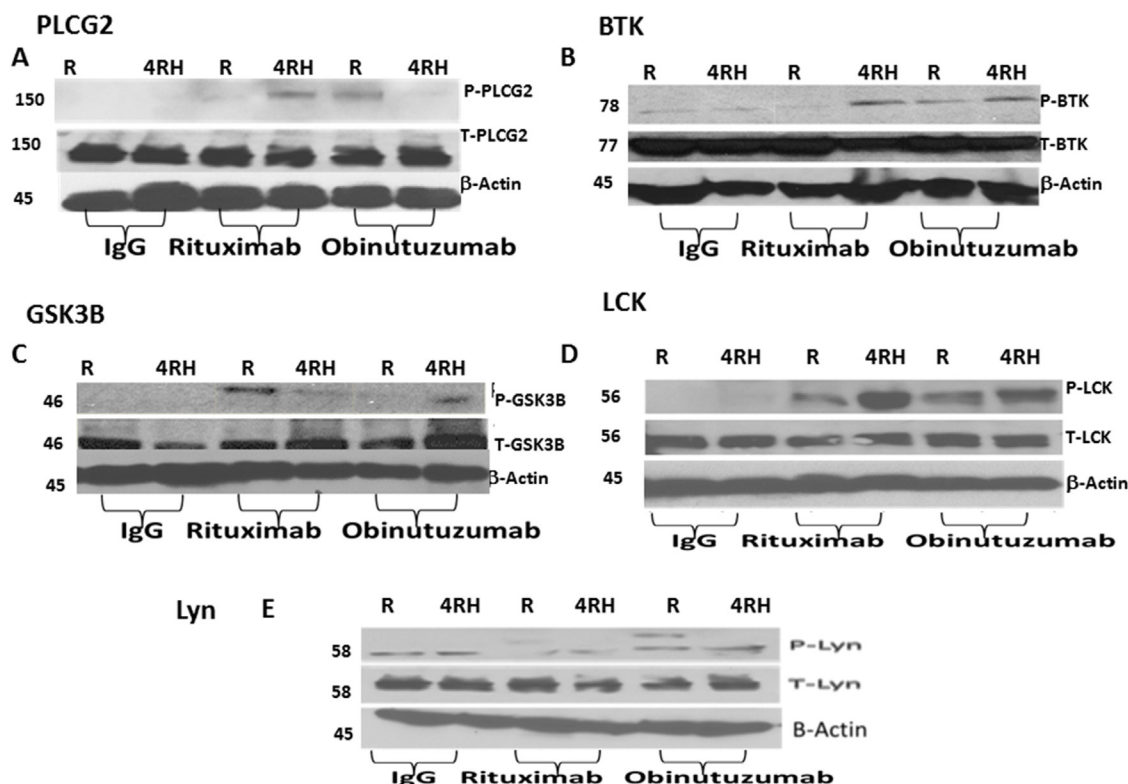 PLCG2
A
R 4RH R 4RH R 4RH
150 P-PLCG2
150 T-PLCG2
45 β-Actin
IgG Rituximab Obinutuzumab
BTK
B
R 4RH R 4RH R 4RH
78 P-BTK
77 T-BTK
45 β-Actin
IgG Rituximab Obinutuzumab
GSK3B
C
R 4RH R 4RH R 4RH
46 P-GSK3B
46 T-GSK3B
45 β-Actin
IgG Rituximab Obinutuzumab
LCK
D
R 4RH R 4RH R 4RH
56 P-LCK
56 T-LCK
45 β-Actin
IgG Rituximab Obinutuzumab
Lyn E
R 4RH R 4RH R 4RH
58 P-Lyn
58 T-Lyn
45 B-Actin
IgG Rituximab Obinutuzumab